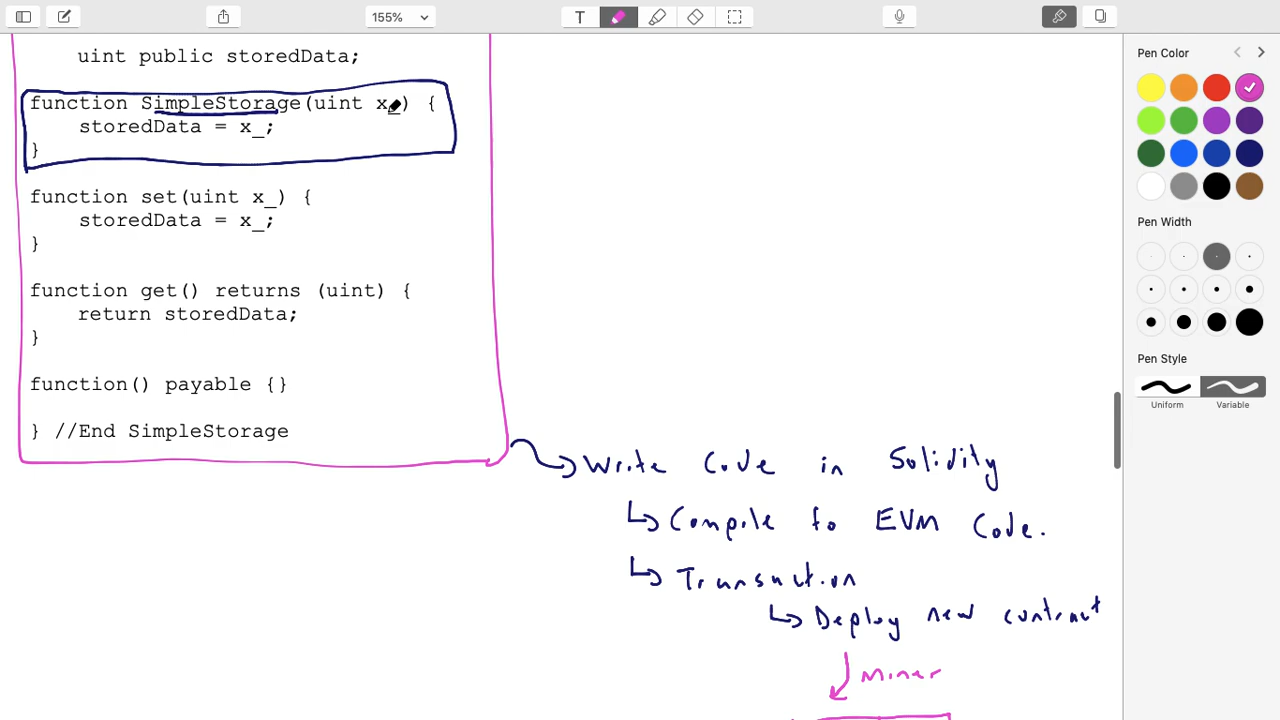 155%
T
uint public storedData;
function SimpleStorage(uint x_) {
storedData = x_;
}
function set(uint x_) {
storedData = x_;
}
function get() returns (uint) {
return storedData;
}
function() payable {}
} //End SimpleStorage
Write Code in Solidity
Compile to EVM Code.
Transaction
Deploy new contract
Miner
Pen Color
Pen Width
Pen Style
Uniform
Variable